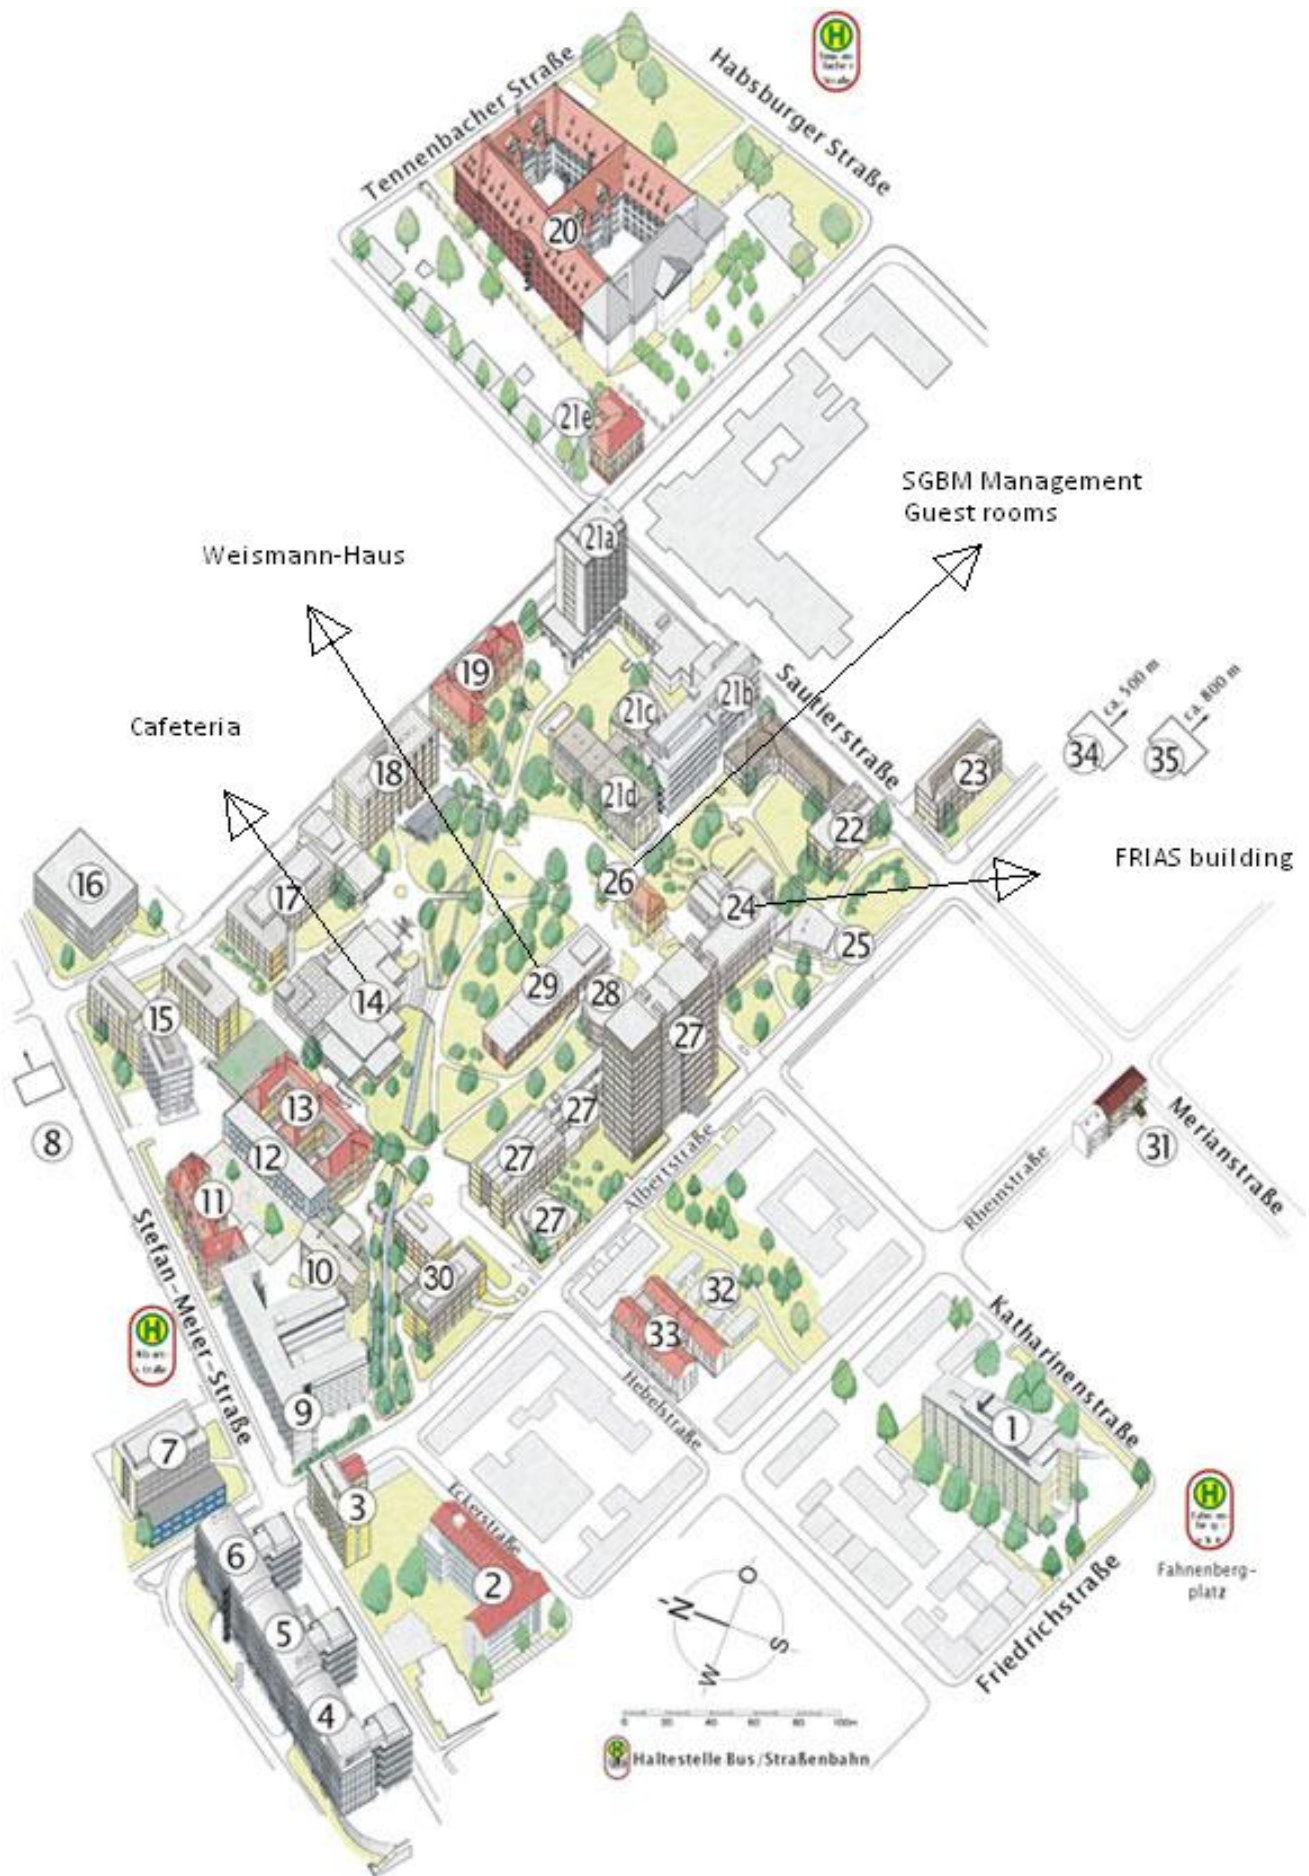 H
Tennenbacher Straße
Habsburger Straße
20
21e
SGBM Management
Guest rooms
21a
Weismann-Haus
19
21b
21c
Sautierstraße
ca. 500 m
ca. 800 m
34
35
Cafeteria
18
21d
23
22
FRIAS building
16
26
17
24
25
29
28
14
15
27
13
8
12
27
31
Merianstraße
27
11
Albertstraße
Rheinstraße
27
10
30
32
Stefan-Meier-Straße
33
Katharinenstraße
H
Hebelstraße
9
1
7
3
Eckerstraße
H
6
2
Fahnenberg-
platz
5
N
O
S
W
Friedrichstraße
4
100m
H Haltestelle Bus/Straßenbahn